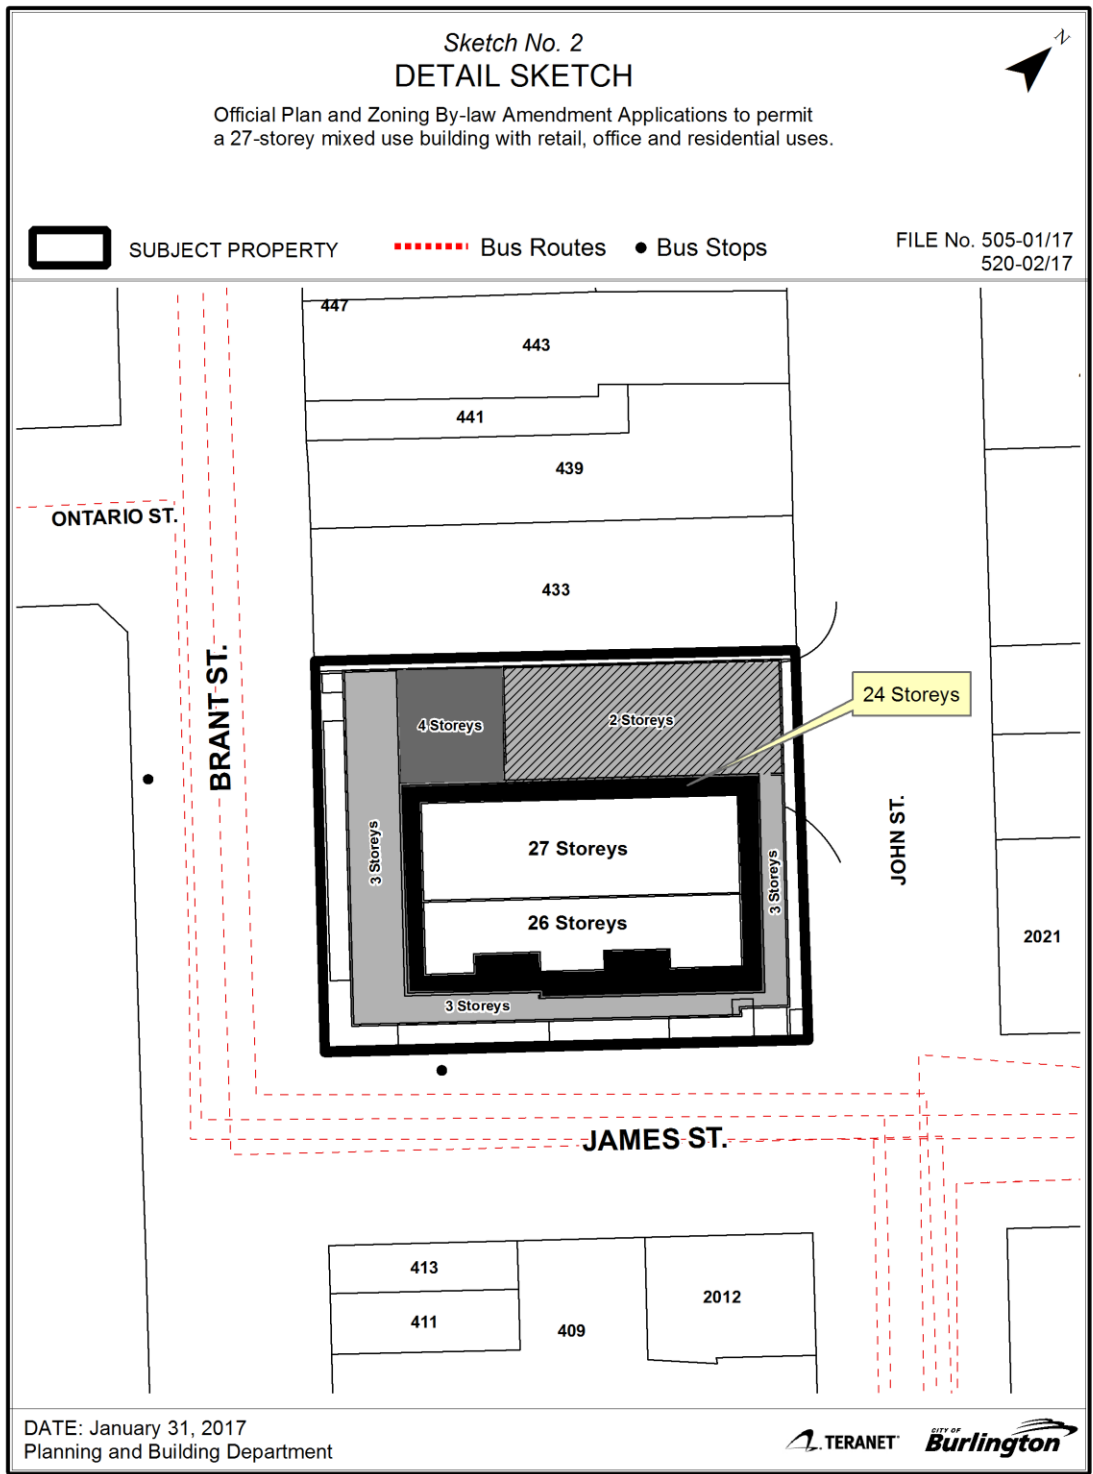 Sketch No. 2
DETAIL SKETCH
N
Official Plan and Zoning By-law Amendment Applications to permit
a 27-storey mixed use building with retail, office and residential uses.
SUBJECT PROPERTY
Bus Routes
Bus Stops
FILE No. 505-01/17
520-02/17
447
443
441
439
ONTARIO ST.
433
BRANT ST.
24 Storeys
4 Storeys
2 Storeys
3 Storeys
27 Storeys
JOHN ST.
3 Storeys
26 Storeys
2021
3 Storeys
JAMES ST.
413
2012
411
409
DATE: January 31, 2017
Planning and Building Department
TERANET
CITY OF
Burlington